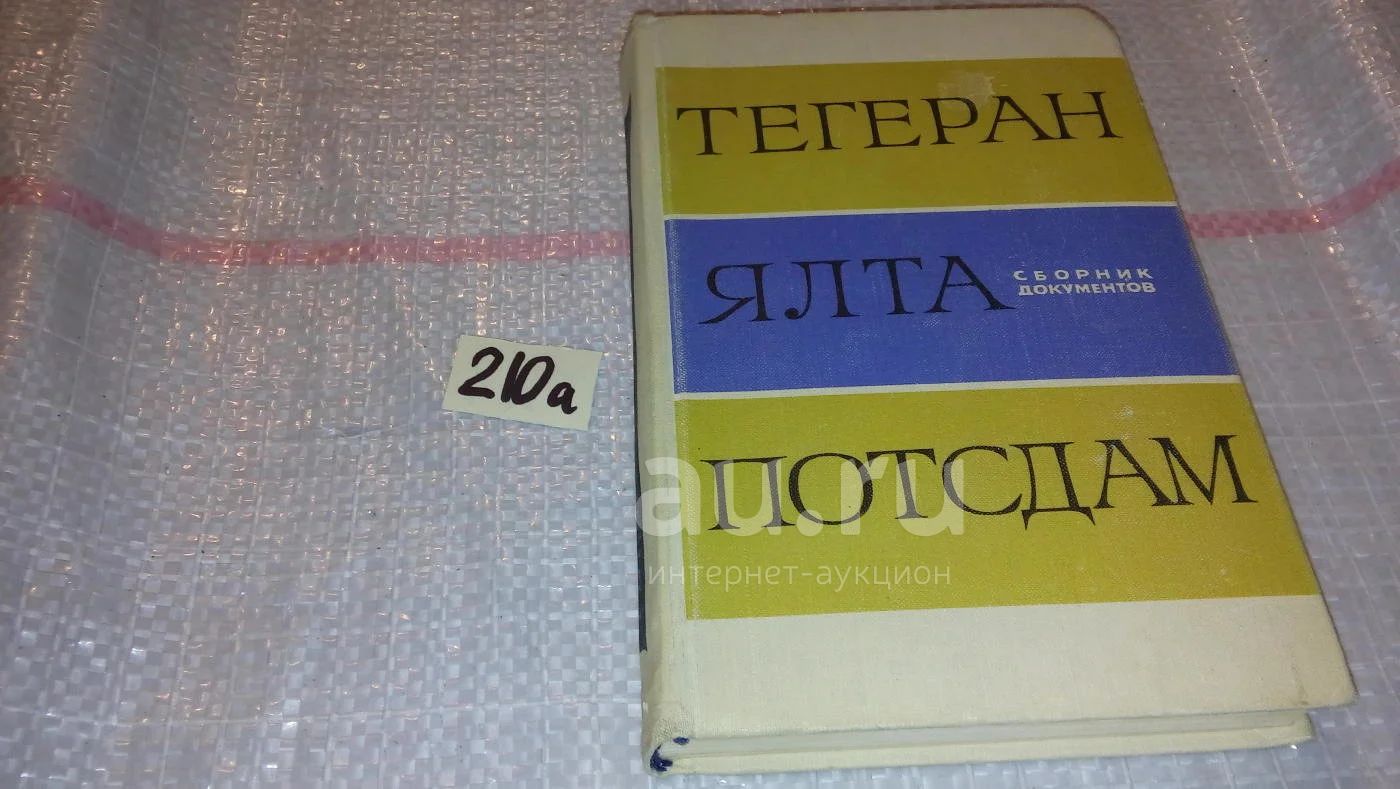 ТЕГЕРАН
ЯЛТА
СБОРНИК
ДОКУМЕНТОВ
ПОТСДАМ
210а
au.ru
интернет-аукцион